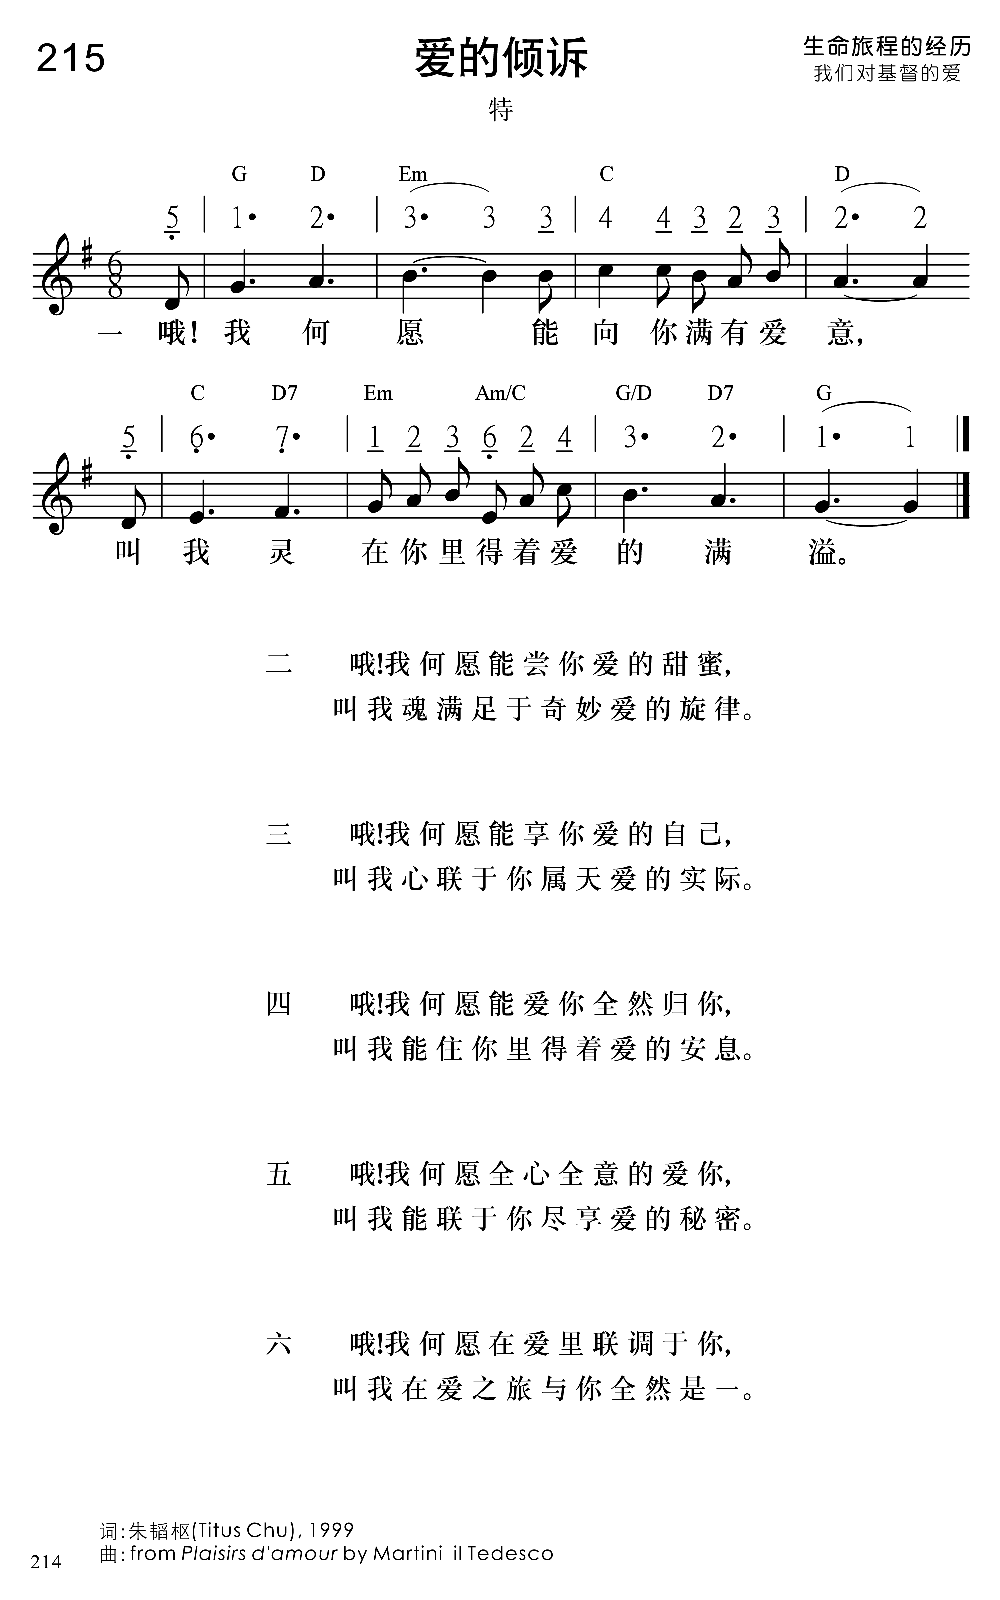 215
爱的倾诉
生命旅程的经历
我们对基督的爱
特
G D Em C D
5 | 1• 2• | 3• 3 3 | 4 4 3 2 3 | 2• 2
6
8
一 哦! 我 何 愿 能 向 你 满 有 爱 意,
C D7 Em Am/C G/D D7 G
5 | 6• 7• | 1 2 3 6 2 4 | 3• 2• | 1• 1
叫 我 灵 在 你 里 得 着 爱 的 满 溢。
二 哦!我何愿能尝你爱的甜蜜,
叫我魂满足于奇妙爱的旋律。
三 哦!我何愿能享你爱的自己,
叫我心联于你属天爱的实际。
四 哦!我何愿能爱你全然归你,
叫我能住你里得着爱的安息。
五 哦!我何愿全心全意的爱你,
叫我能联于你尽享爱的秘密。
六 哦!我何愿在爱里联调于你,
叫我在爱之旅与你全然是一。
词:朱韬枢(Titus Chu), 1999
曲: from Plaisirs d'amour by Martini il Tedesco
214